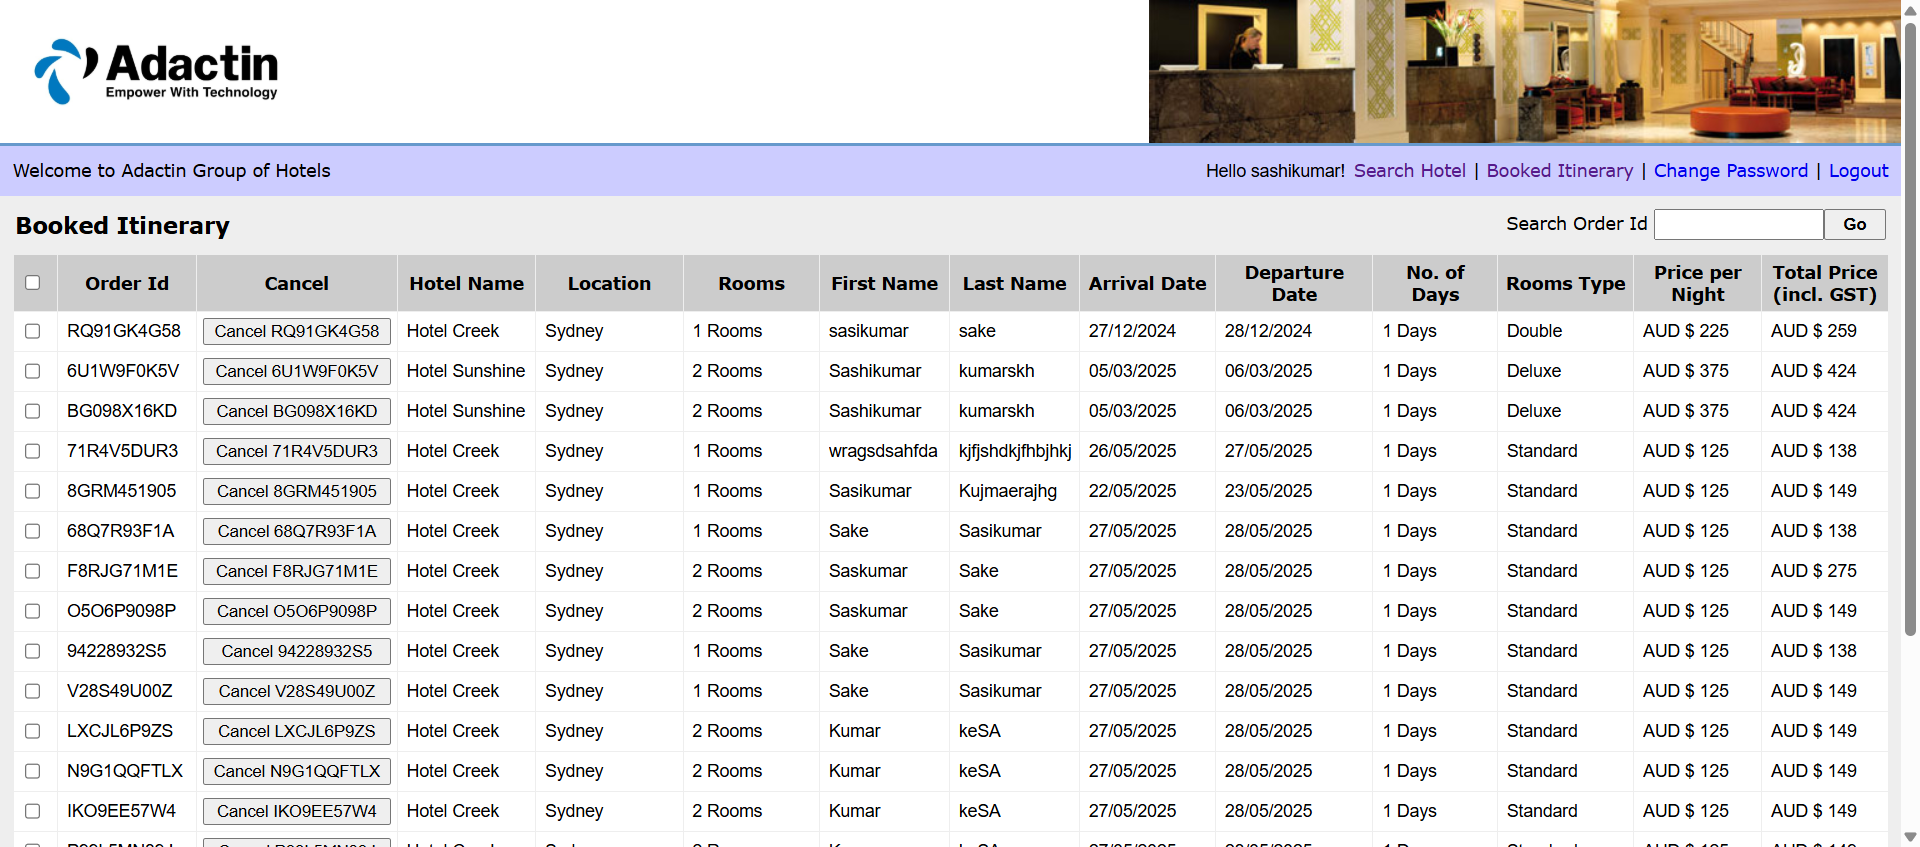 Adactin
Empower With Technology
Welcome to Adactin Group of Hotels
Hello sashikumar! Search Hotel | Booked Itinerary | Change Password | Logout
Booked Itinerary
Search Order Id Go
Order Id Cancel Hotel Name Location Rooms First Name Last Name Arrival Date Departure Date No. of Days Rooms Type Price per Night Total Price (incl. GST)
RQ91GK4G58 Cancel RQ91GK4G58 Hotel Creek Sydney 1 Rooms sasikumar sake 27/12/2024 28/12/2024 1 Days Double AUD $ 225 AUD $ 259
6U1W9F0K5V Cancel 6U1W9F0K5V Hotel Sunshine Sydney 2 Rooms Sashikumar kumarskh 05/03/2025 06/03/2025 1 Days Deluxe AUD $ 375 AUD $ 424
BG098X16KD Cancel BG098X16KD Hotel Sunshine Sydney 2 Rooms Sashikumar kumarskh 05/03/2025 06/03/2025 1 Days Deluxe AUD $ 375 AUD $ 424
71R4V5DUR3 Cancel 71R4V5DUR3 Hotel Creek Sydney 1 Rooms wragsdsahfda kjfjshdkjfhbjhkj 26/05/2025 27/05/2025 1 Days Standard AUD $ 125 AUD $ 138
8GRM451905 Cancel 8GRM451905 Hotel Creek Sydney 1 Rooms Sasikumar Kujmaerajhg 22/05/2025 23/05/2025 1 Days Standard AUD $ 125 AUD $ 149
68Q7R93F1A Cancel 68Q7R93F1A Hotel Creek Sydney 1 Rooms Sake Sasikumar 27/05/2025 28/05/2025 1 Days Standard AUD $ 125 AUD $ 138
F8RJG71M1E Cancel F8RJG71M1E Hotel Creek Sydney 2 Rooms Saskumar Sake 27/05/2025 28/05/2025 1 Days Standard AUD $ 125 AUD $ 275
O5O6P9098P Cancel O5O6P9098P Hotel Creek Sydney 2 Rooms Saskumar Sake 27/05/2025 28/05/2025 1 Days Standard AUD $ 125 AUD $ 149
94228932S5 Cancel 94228932S5 Hotel Creek Sydney 1 Rooms Sake Sasikumar 27/05/2025 28/05/2025 1 Days Standard AUD $ 125 AUD $ 138
V28S49U00Z Cancel V28S49U00Z Hotel Creek Sydney 1 Rooms Sake Sasikumar 27/05/2025 28/05/2025 1 Days Standard AUD $ 125 AUD $ 149
LXCJL6P9ZS Cancel LXCJL6P9ZS Hotel Creek Sydney 2 Rooms Kumar keSA 27/05/2025 28/05/2025 1 Days Standard AUD $ 125 AUD $ 149
N9G1QQFTLX Cancel N9G1QQFTLX Hotel Creek Sydney 2 Rooms Kumar keSA 27/05/2025 28/05/2025 1 Days Standard AUD $ 125 AUD $ 149
IKO9EE57W4 Cancel IKO9EE57W4 Hotel Creek Sydney 2 Rooms Kumar keSA 27/05/2025 28/05/2025 1 Days Standard AUD $ 125 AUD $ 149